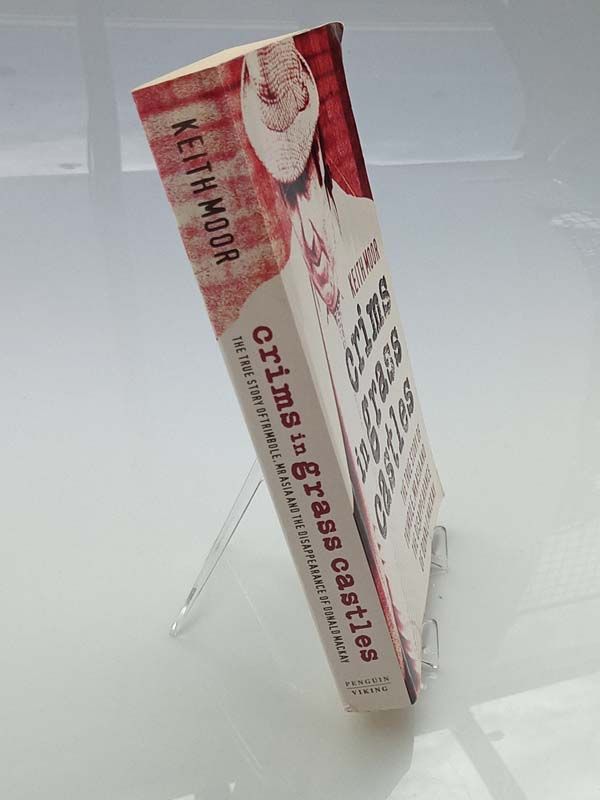 KEITH MOOR
crims in grass castles
THE TRUE STORY OF TRIMBOLE, MR ASIA AND THE DISAPPEARANCE OF DONALD MACKAY
PENGUIN
VIKING
KEITH MOOR
crims
in grass
castles